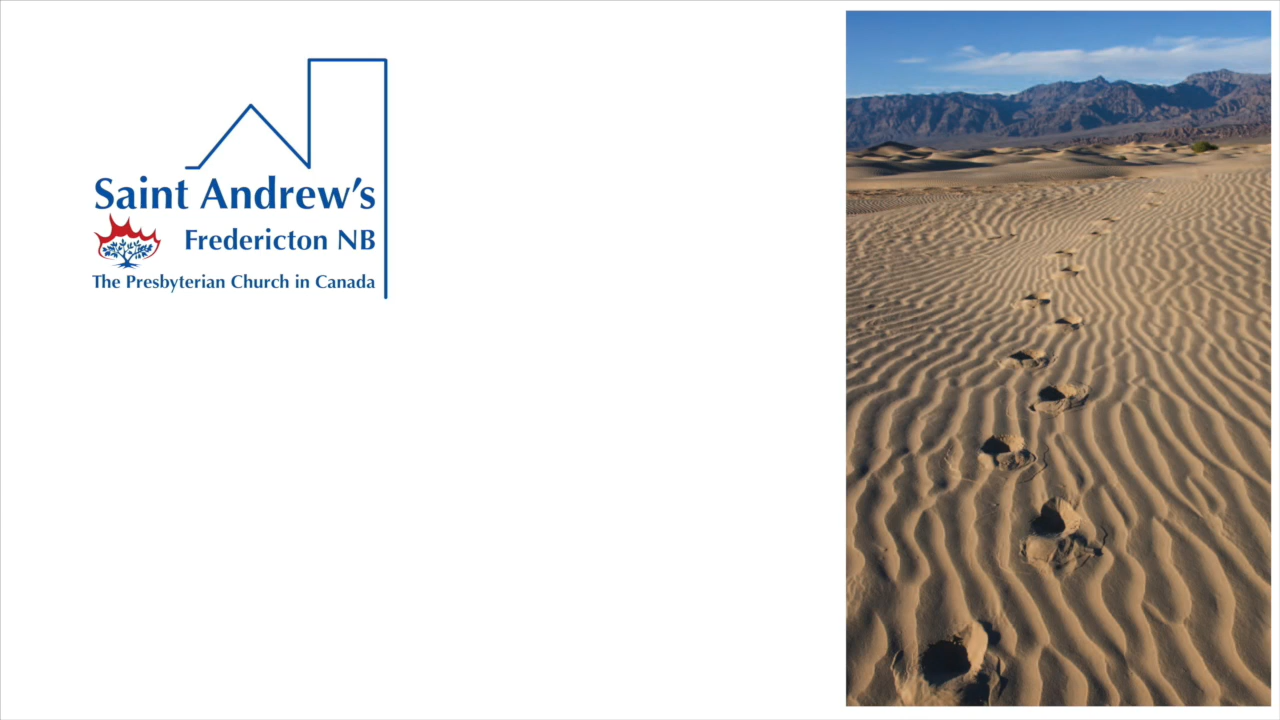 Saint Andrew’s
Fredericton NB
The Presbyterian Church in Canada